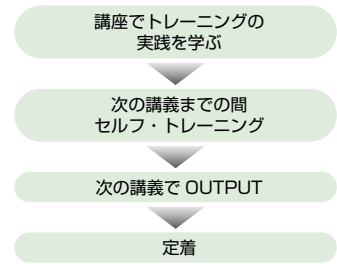 講座でトレーニングの
実践を学ぶ
次の講義までの間
セルフ・トレーニング
次の講義で OUTPUT
定着